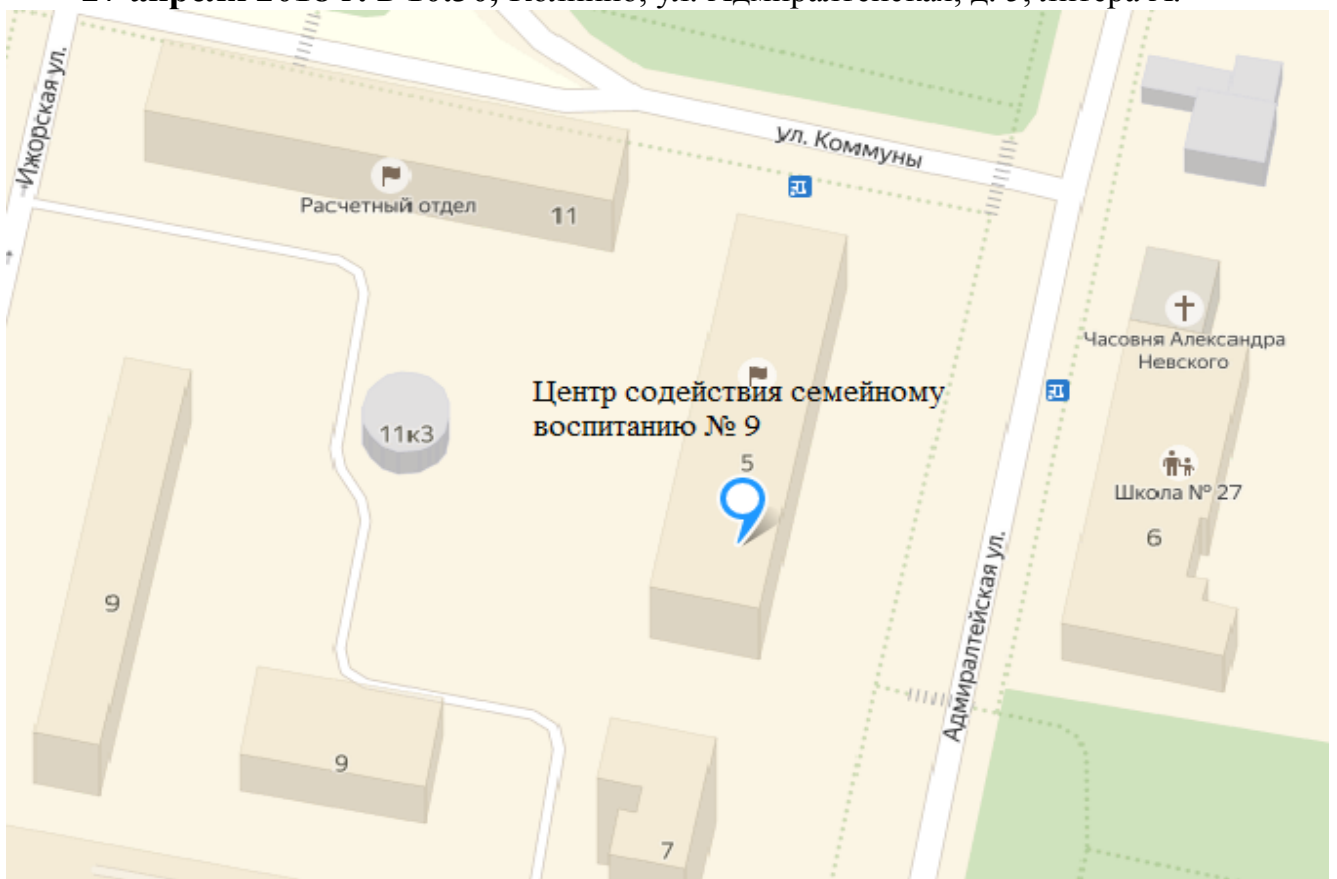 Ижорская ул.
ул. Коммуны
Расчетный отдел
11
Часовня Александра
Невского
Центр содействия семейному
воспитанию № 9
11к3
5
Школа № 27
6
Адмиралтейская ул.
9
9
7